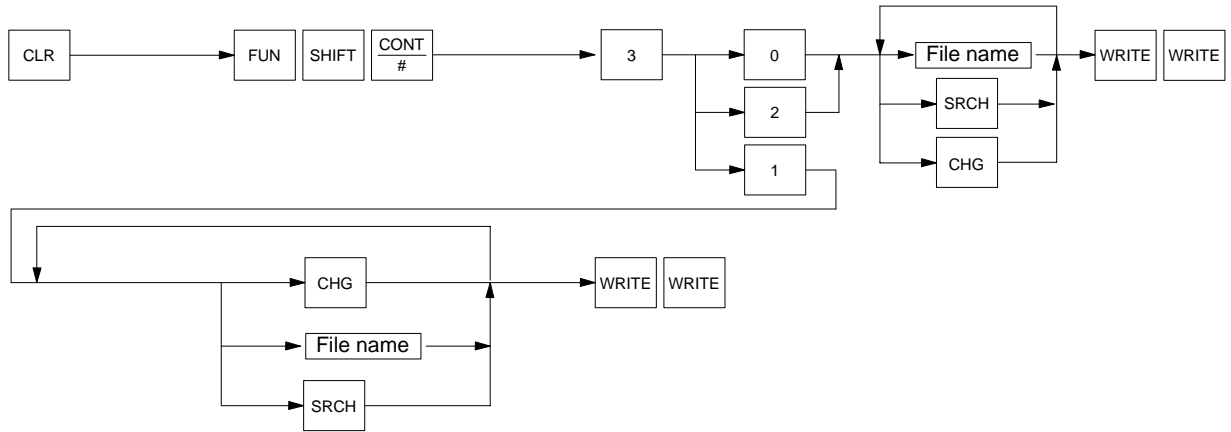 CLR
FUN
SHIFT
CONT
#
3
0
File name
WRITE
WRITE
2
SRCH
1
CHG
CHG
WRITE
WRITE
File name
SRCH